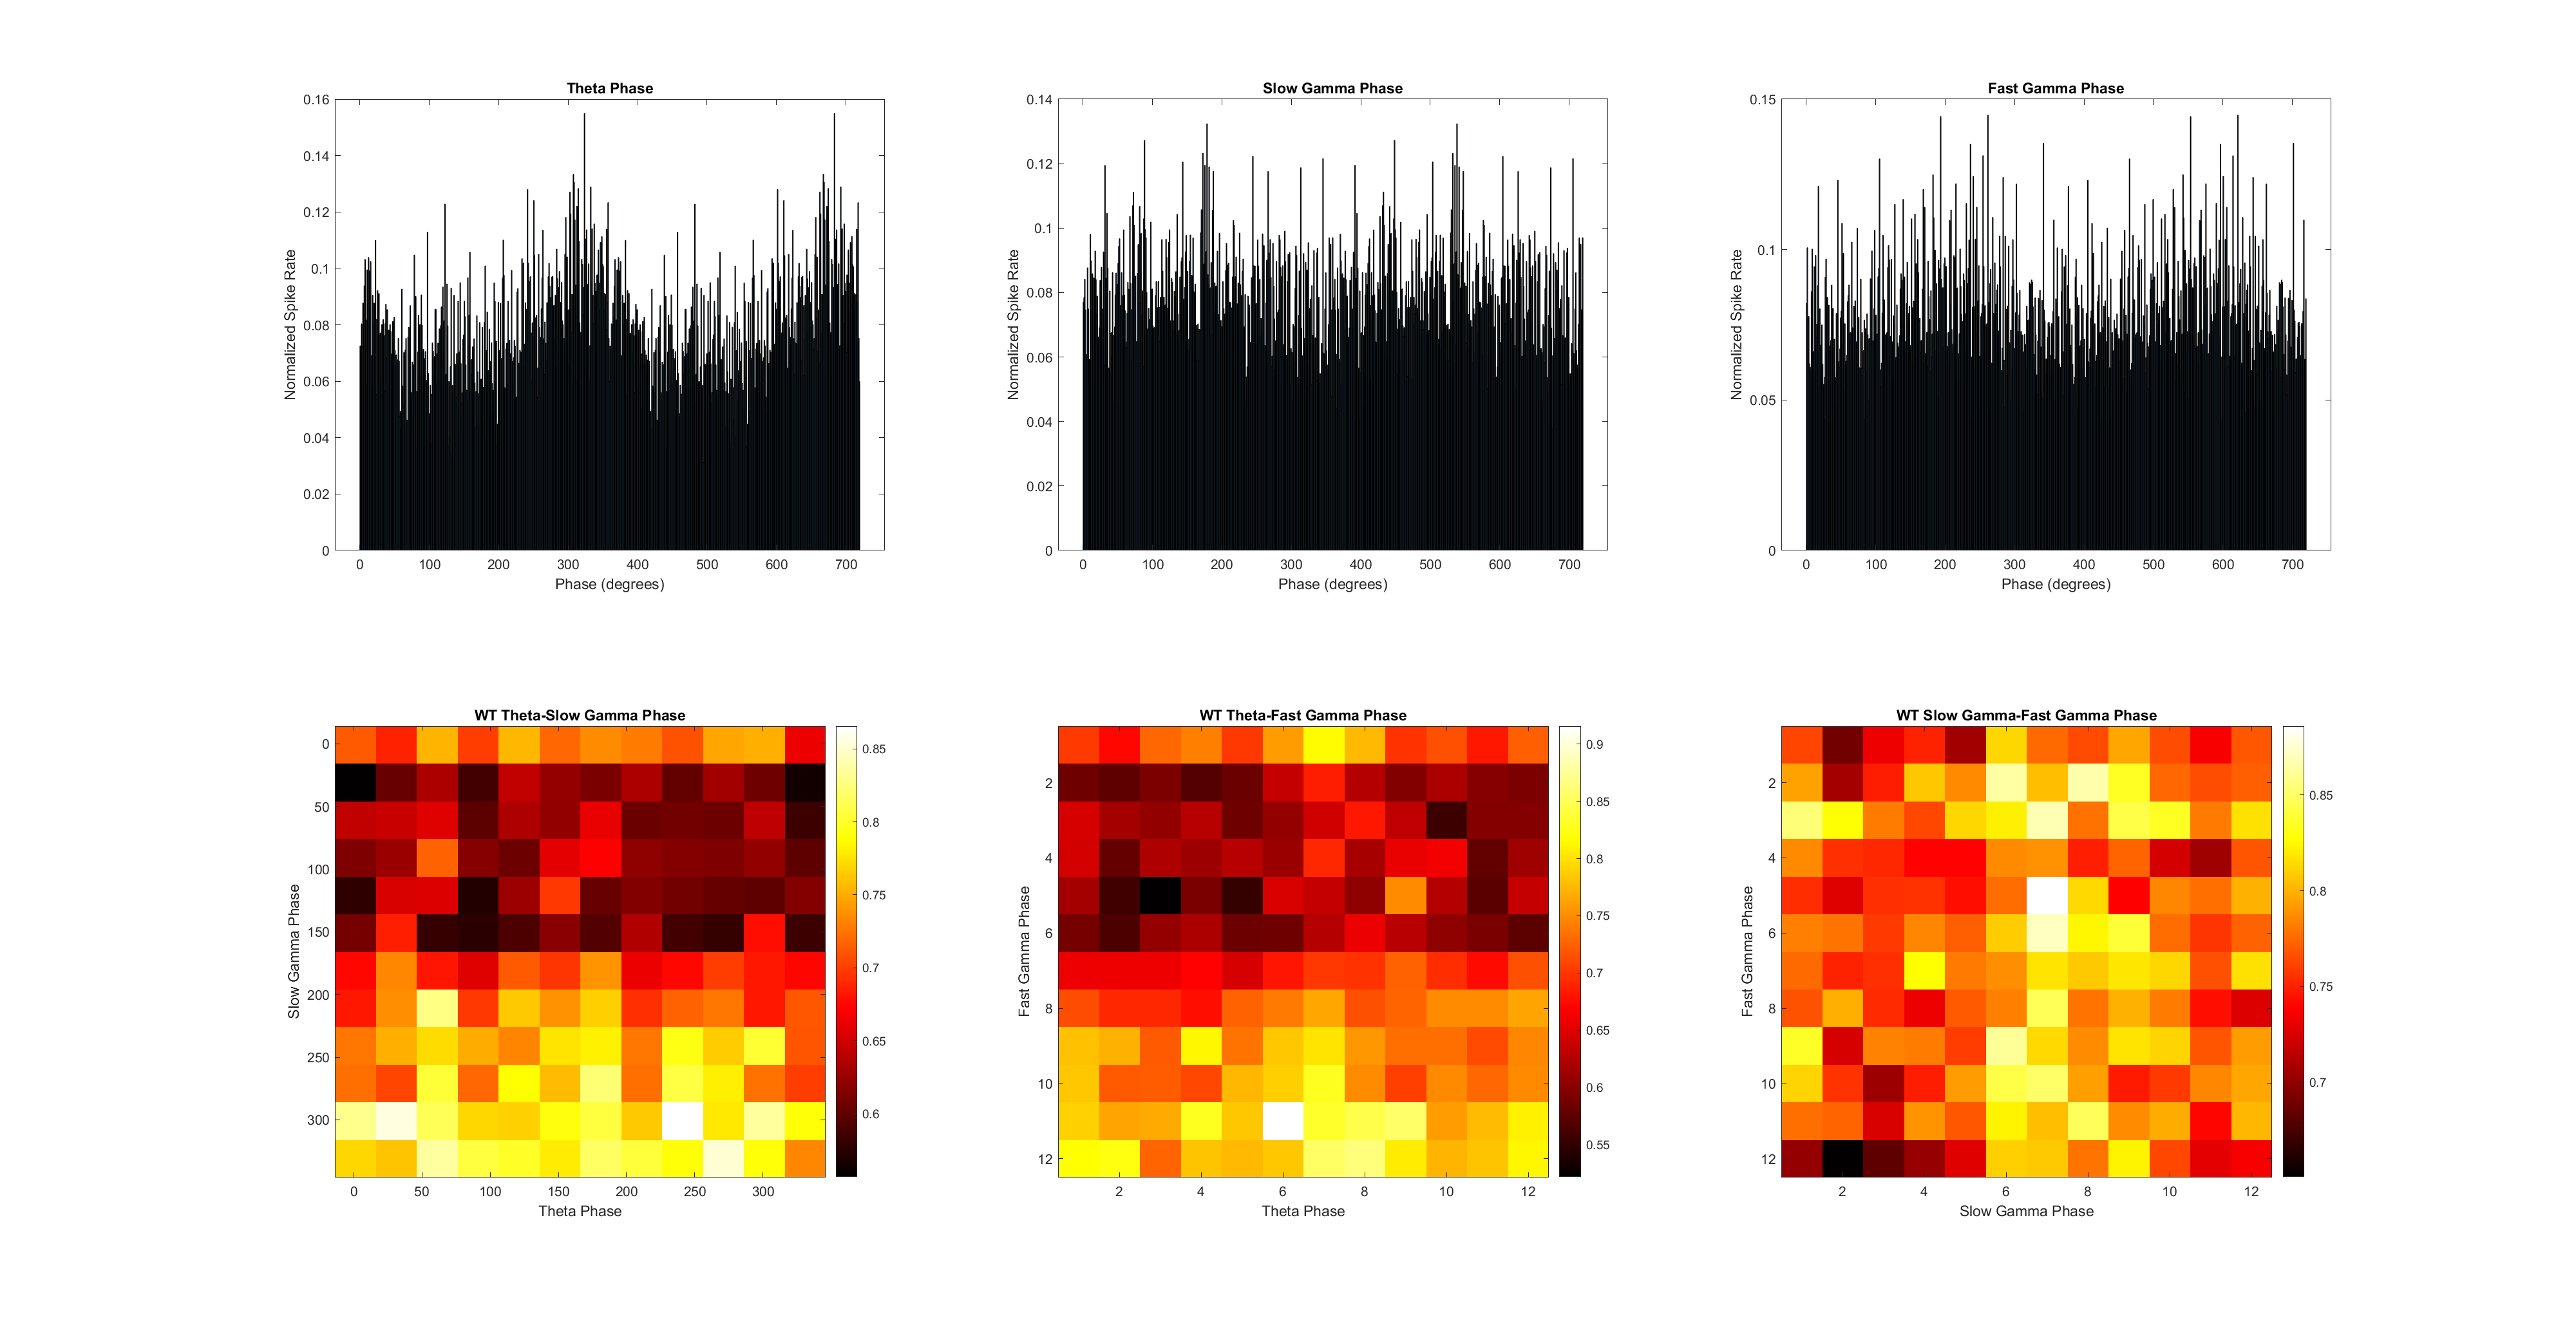 Theta Phase
0.16
0.14
0.12
0.1
0.08
0.06
0.04
0.02
0
Normalized Spike Rate
0 100 200 300 400 500 600 700
Phase (degrees)
Slow Gamma Phase
0.14
0.12
0.1
0.08
0.06
0.04
0.02
0
Normalized Spike Rate
0 100 200 300 400 500 600 700
Phase (degrees)
Fast Gamma Phase
0.15
0.1
0.05
0
Normalized Spike Rate
0 100 200 300 400 500 600 700
Phase (degrees)
WT Theta-Slow Gamma Phase
0
50
100
150
200
250
300
Slow Gamma Phase
0 50 100 150 200 250 300
Theta Phase
0.85
0.8
0.75
0.7
0.65
0.6
WT Theta-Fast Gamma Phase
2
4
6
8
10
12
Fast Gamma Phase
2 4 6 8 10 12
Theta Phase
0.9
0.85
0.8
0.75
0.7
0.65
0.6
0.55
WT Slow Gamma-Fast Gamma Phase
2
4
6
8
10
12
Fast Gamma Phase
2 4 6 8 10 12
Slow Gamma Phase
0.85
0.8
0.75
0.7